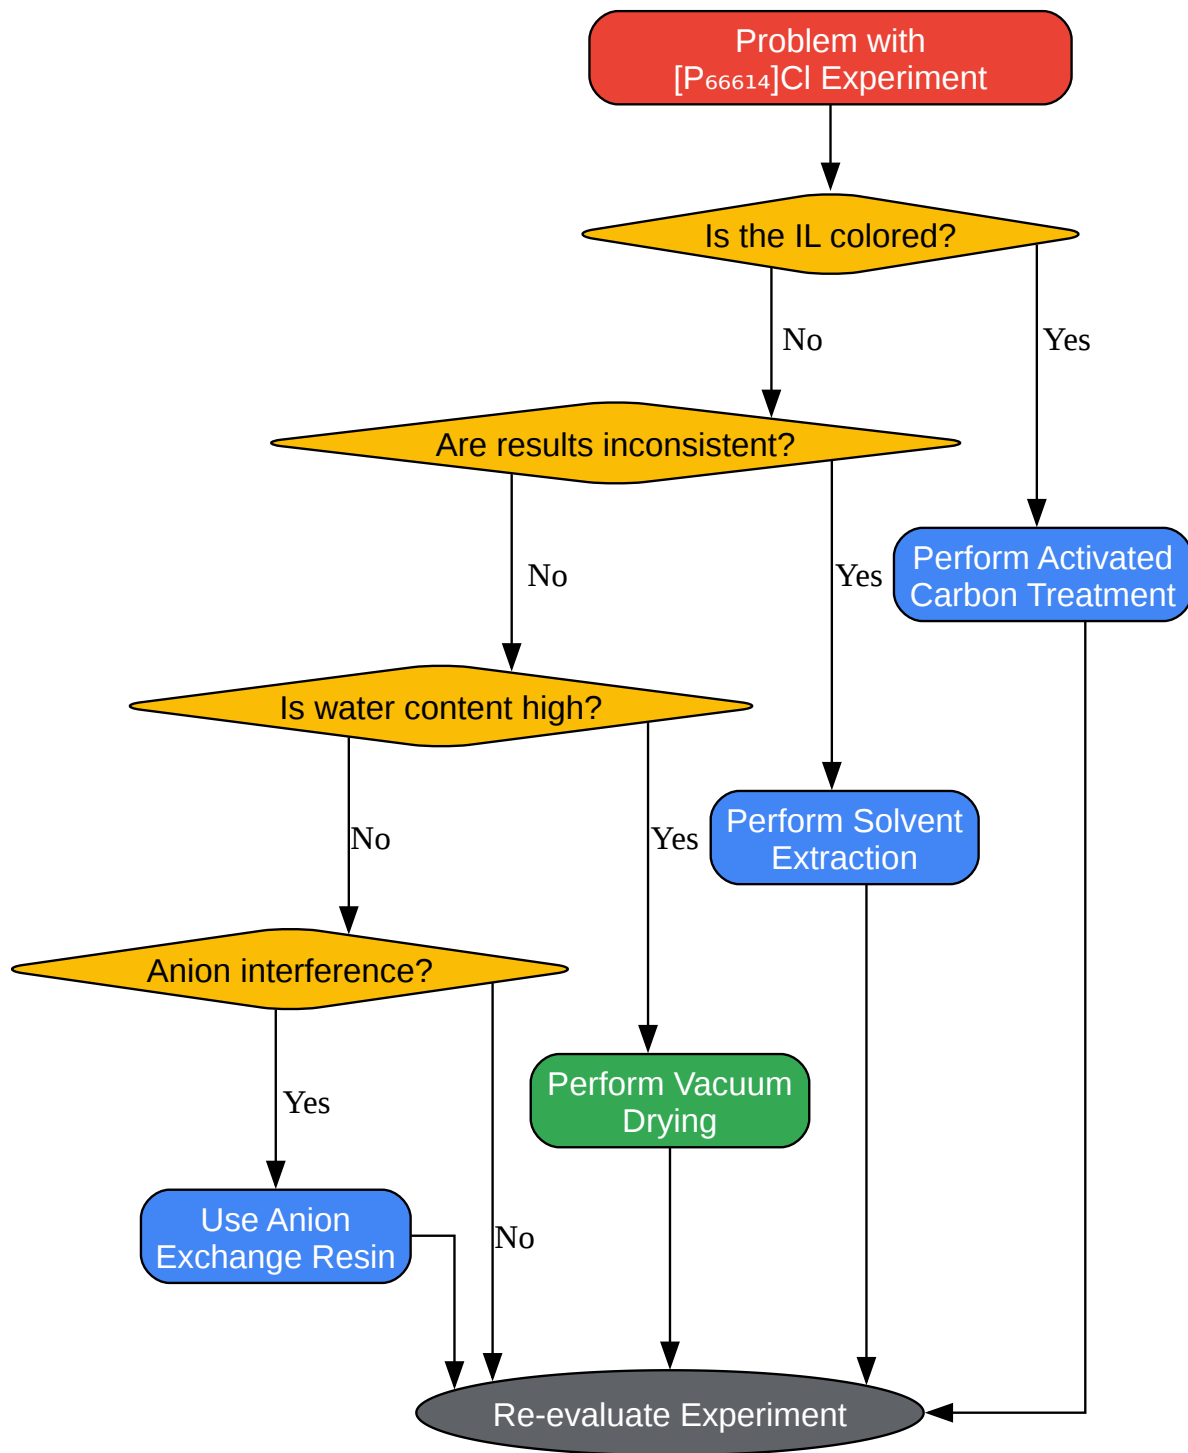 Problem with
[P₆₆₆₁₄]Cl Experiment
Is the IL colored?
No
Yes
Are results inconsistent?
No
Yes
Perform Activated
Carbon Treatment
Is water content high?
No
Yes
Perform Solvent
Extraction
Anion interference?
Yes
No
Perform Vacuum
Drying
Use Anion
Exchange Resin
Re-evaluate Experiment